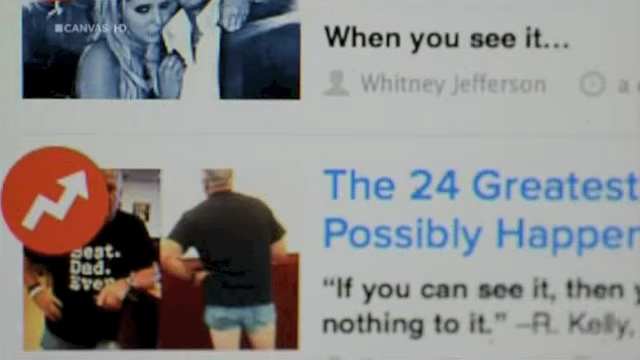 CANVAS HD
When you see it...
Whitney Jefferson
a
The 24 Greatest
Possibly Happen
"If you can see it, then y
nothing to it." –R. Kelly,
Best.
Dad.
Ever